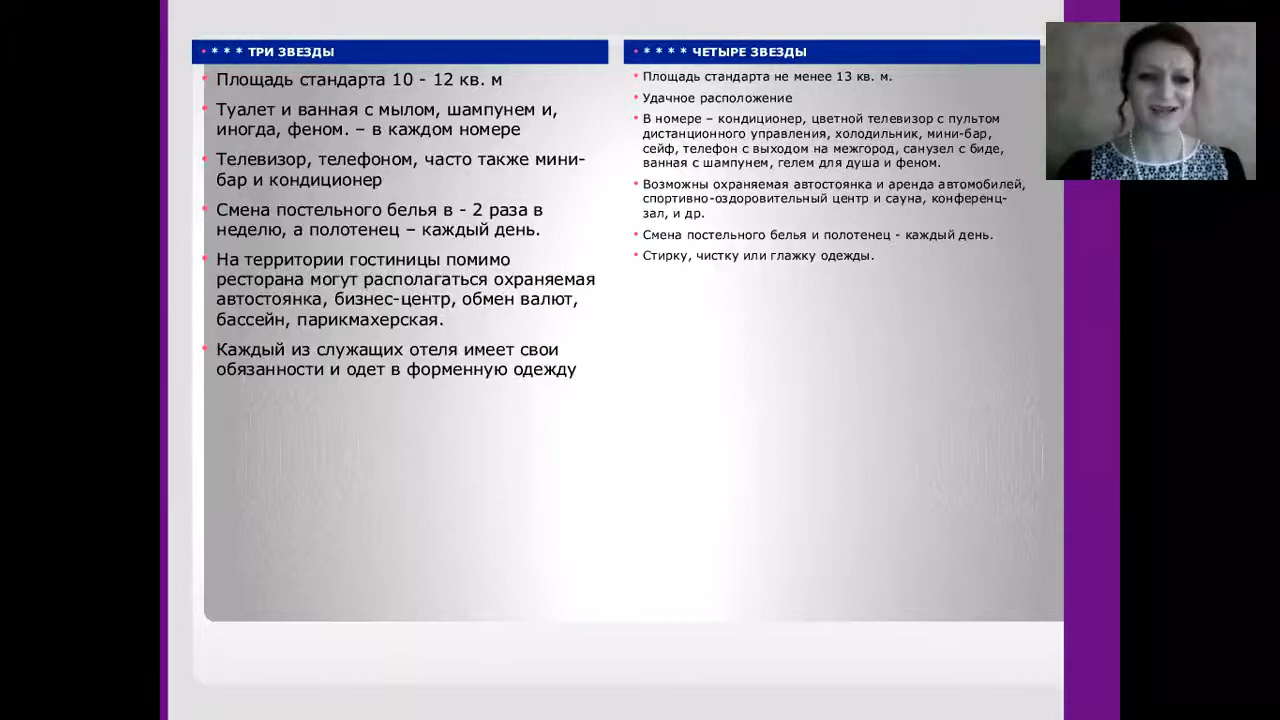 * * * ТРИ ЗВЕЗДЫ
Площадь стандарта 10 - 12 кв. м
Туалет и ванная с мылом, шампунем и,
иногда, феном. – в каждом номере
Телевизор, телефоном, часто также мини-
бар и кондиционер
Смена постельного белья в - 2 раза в
неделю, а полотенец – каждый день.
На территории гостиницы помимо
ресторана могут располагаться охраняемая
автостоянка, бизнес-центр, обмен валют,
бассейн, парикмахерская.
Каждый из служащих отеля имеет свои
обязанности и одет в форменную одежду
* * * * ЧЕТЫРЕ ЗВЕЗДЫ
Площадь стандарта не менее 13 кв. м.
Удачное расположение
В номере – кондиционер, цветной телевизор с пультом
дистанционного управления, холодильник, мини-бар,
сейф, телефон с выходом на межгород, санузел с биде,
ванная с шампунем, гелем для душа и феном.
Возможны охраняемая автостоянка и аренда автомобилей,
спортивно-оздоровительный центр и сауна, конференц-
зал, и др.
Смена постельного белья и полотенец - каждый день.
Стирку, чистку или глажку одежды.